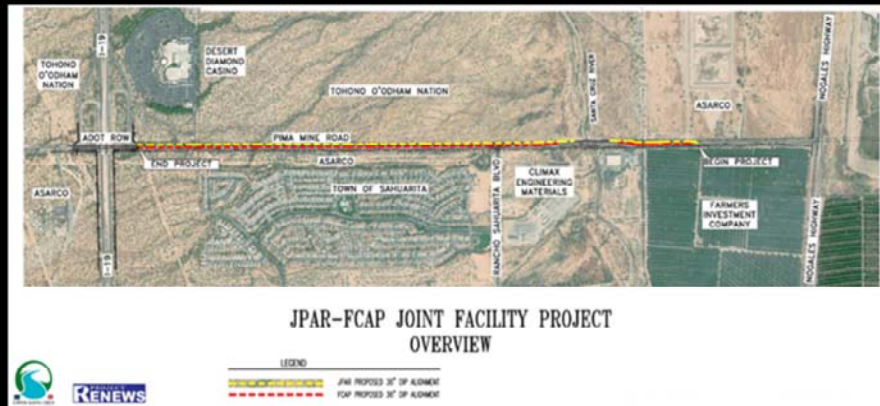 I-19
TOHONO
O'ODHAM
NATION
DESERT
DIAMOND
CASINO
TOHONO O'ODHAM NATION
SANTA CRUZ RIVER
ASARCO
NOGALES HIGHWAY
ADOT ROW
PIMA MINE ROAD
END PROJECT
ASARCO
BEGIN PROJECT
ASARCO
TOWN OF SAHUARITA
RANCHO SAHUARITA BLVD
CLIMAX
ENGINEERING
MATERIALS
FARMERS
INVESTMENT
COMPANY
NOGALES HIGHWAY
I-19
JPAR-FCAP JOINT FACILITY PROJECT
OVERVIEW
LEGEND
JPAR PROPOSED 36" DIP ALIGNMENT
FCAP PROPOSED 36" DIP ALIGNMENT
PROJECT
RENEWS